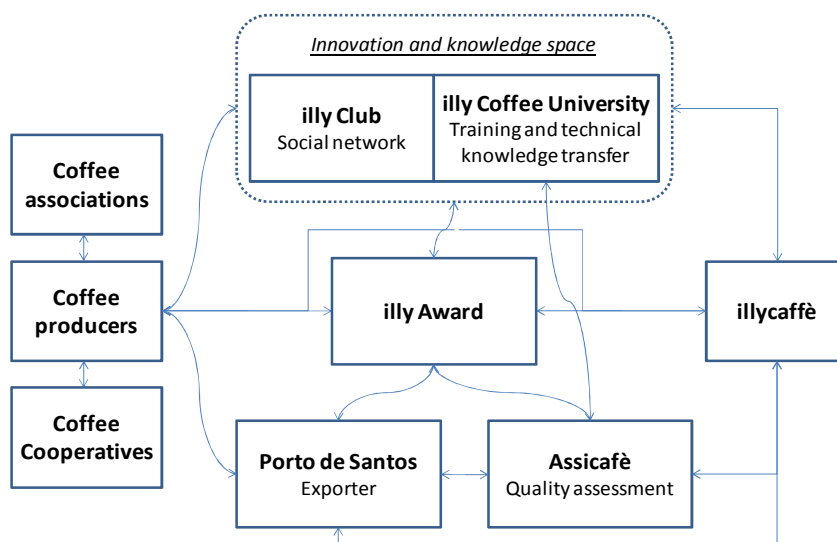 Innovation and knowledge space
illy Club
Social network
illy Coffee University
Training and technical
knowledge transfer
Coffee
associations
Coffee
producers
illy Award
illycaffè
Coffee
Cooperatives
Porto de Santos
Exporter
Assicafè
Quality assessment